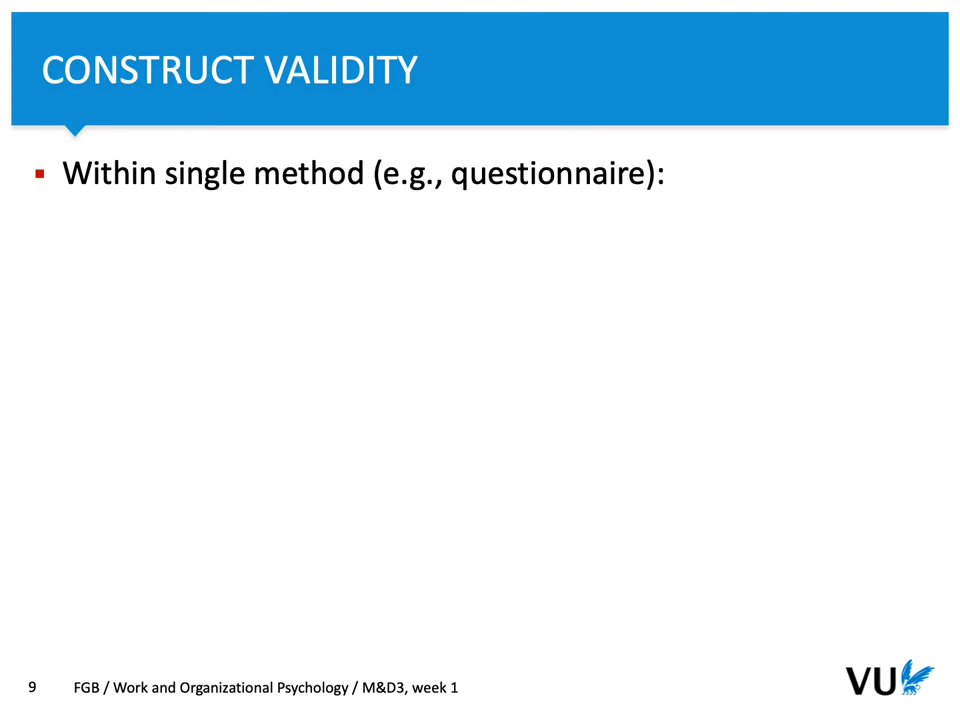 CONSTRUCT VALIDITY
Within single method (e.g., questionnaire):
9 FGB / Work and Organizational Psychology / M&D3, week 1
VU